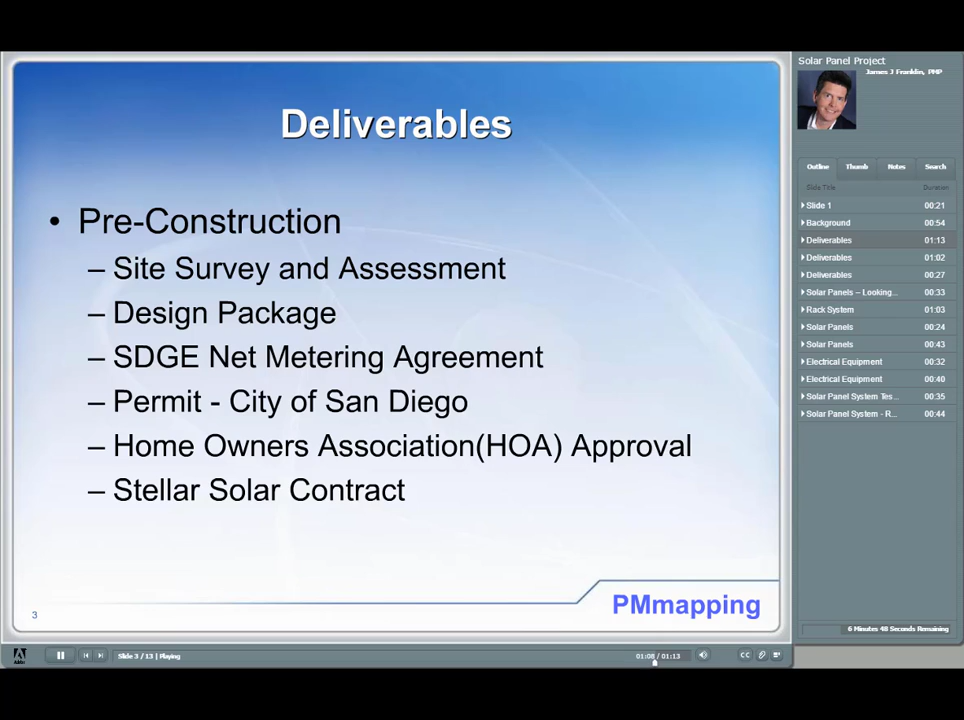 Deliverables
• Pre-Construction
– Site Survey and Assessment
– Design Package
– SDGE Net Metering Agreement
– Permit - City of San Diego
– Home Owners Association(HOA) Approval
– Stellar Solar Contract
PMmapping
3
Solar Panel Project
James J Franklin, PMP
Outline Thumb Notes Search
Slide Title Duration
Slide 1 00:21
Background 00:54
Deliverables 01:13
Deliverables 01:02
Deliverables 00:27
Solar Panels – Looking... 00:33
Rack System 01:03
Solar Panels 00:24
Solar Panels 00:43
Electrical Equipment 00:32
Electrical Equipment 00:40
Solar Panel System Tes... 00:35
Solar Panel System - R... 00:44
6 Minutes 48 Seconds Remaining
Adobe
Slide 3 / 13 | Playing
01:08 / 01:13
CC